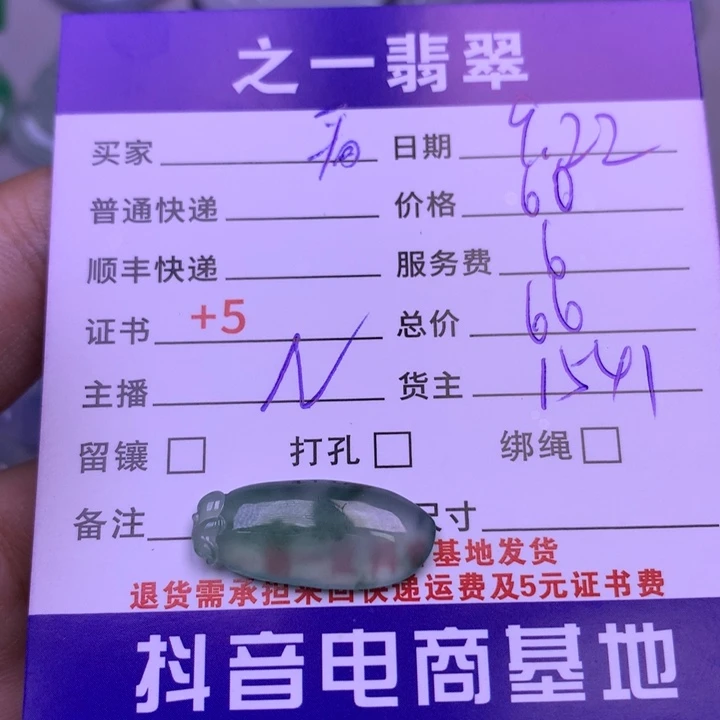 之一翡翠
买家 日期 9.22
普通快递 价格 60
顺丰快递 服务费 6
证书 +5 总价 66
主播 N 货主 1541
留镶 打孔 绑绳
备注 尺寸
基地发货
退货需承担来回快递运费及5元证书费
抖音电商基地